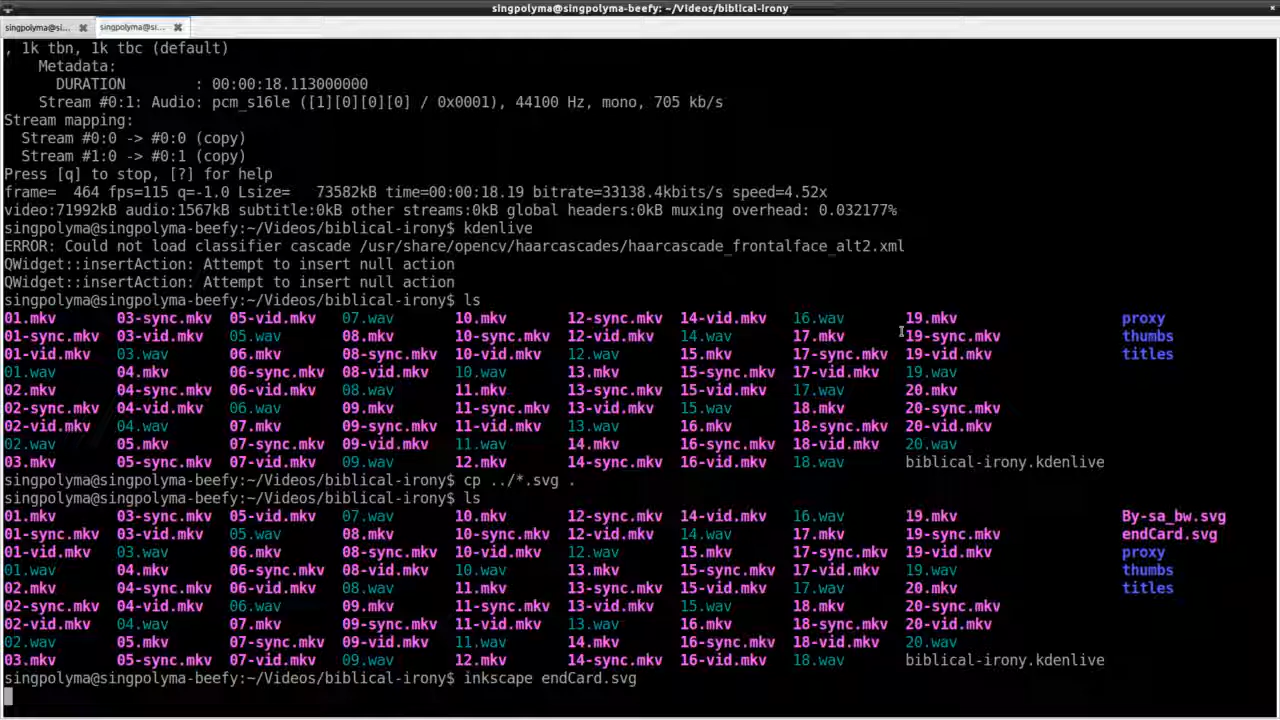 singpolyma@singpolyma-beefy: ~/Videos/biblical-irony
singpolyma@si... singpolyma@si...
, 1k tbn, 1k tbc (default)
Metadata:
DURATION : 00:00:18.113000000
Stream #0:1: Audio: pcm_s16le ([1][0][0][0] / 0x0001), 44100 Hz, mono, 705 kb/s
Stream mapping:
Stream #0:0 -> #0:0 (copy)
Stream #1:0 -> #0:1 (copy)
Press [q] to stop, [?] for help
frame= 464 fps=115 q=-1.0 Lsize= 73582kB time=00:00:18.19 bitrate=33138.4kbits/s speed=4.52x
video:71992kB audio:1567kB subtitle:0kB other streams:0kB global headers:0kB muxing overhead: 0.032177%
singpolyma@singpolyma-beefy:~/Videos/biblical-irony$ kdenlive
ERROR: Could not load classifier cascade /usr/share/opencv/haarcascades/haarcascade_frontalface_alt2.xml
QWidget::insertAction: Attempt to insert null action
QWidget::insertAction: Attempt to insert null action
singpolyma@singpolyma-beefy:~/Videos/biblical-irony$ ls
01.mkv 03-sync.mkv 05-vid.mkv 07.wav 10.mkv 12-sync.mkv 14-vid.mkv 16.wav 19.mkv proxy
01-sync.mkv 03-vid.mkv 05.wav 08.mkv 10-sync.mkv 12-vid.mkv 14.wav 17.mkv 19-sync.mkv thumbs
01-vid.mkv 03.wav 06.mkv 08-sync.mkv 10-vid.mkv 12.wav 15.mkv 17-sync.mkv 19-vid.mkv titles
01.wav 04.mkv 06-sync.mkv 08-vid.mkv 10.wav 13.mkv 15-sync.mkv 17-vid.mkv 19.wav
02.mkv 04-sync.mkv 06-vid.mkv 08.wav 11.mkv 13-sync.mkv 15-vid.mkv 17.wav 20.mkv
02-sync.mkv 04-vid.mkv 06.wav 09.mkv 11-sync.mkv 13-vid.mkv 15.wav 18.mkv 20-sync.mkv
02-vid.mkv 04.wav 07.mkv 09-sync.mkv 11-vid.mkv 13.wav 16.mkv 18-sync.mkv 20-vid.mkv
02.wav 05.mkv 07-sync.mkv 09-vid.mkv 11.wav 14.mkv 16-sync.mkv 18-vid.mkv 20.wav
03.mkv 05-sync.mkv 07-vid.mkv 09.wav 12.mkv 14-sync.mkv 16-vid.mkv 18.wav biblical-irony.kdenlive
singpolyma@singpolyma-beefy:~/Videos/biblical-irony$ cp ../*.svg .
singpolyma@singpolyma-beefy:~/Videos/biblical-irony$ ls
01.mkv 03-sync.mkv 05-vid.mkv 07.wav 10.mkv 12-sync.mkv 14-vid.mkv 16.wav 19.mkv By-sa_bw.svg
01-sync.mkv 03-vid.mkv 05.wav 08.mkv 10-sync.mkv 12-vid.mkv 14.wav 17.mkv 19-sync.mkv endCard.svg
01-vid.mkv 03.wav 06.mkv 08-sync.mkv 10-vid.mkv 12.wav 15.mkv 17-sync.mkv 19-vid.mkv proxy
01.wav 04.mkv 06-sync.mkv 08-vid.mkv 10.wav 13.mkv 15-sync.mkv 17-vid.mkv 19.wav thumbs
02.mkv 04-sync.mkv 06-vid.mkv 08.wav 11.mkv 13-sync.mkv 15-vid.mkv 17.wav 20.mkv titles
02-sync.mkv 04-vid.mkv 06.wav 09.mkv 11-sync.mkv 13-vid.mkv 15.wav 18.mkv 20-sync.mkv
02-vid.mkv 04.wav 07.mkv 09-sync.mkv 11-vid.mkv 13.wav 16.mkv 18-sync.mkv 20-vid.mkv
02.wav 05.mkv 07-sync.mkv 09-vid.mkv 11.wav 14.mkv 16-sync.mkv 18-vid.mkv 20.wav
03.mkv 05-sync.mkv 07-vid.mkv 09.wav 12.mkv 14-sync.mkv 16-vid.mkv 18.wav biblical-irony.kdenlive
singpolyma@singpolyma-beefy:~/Videos/biblical-irony$ inkscape endCard.svg